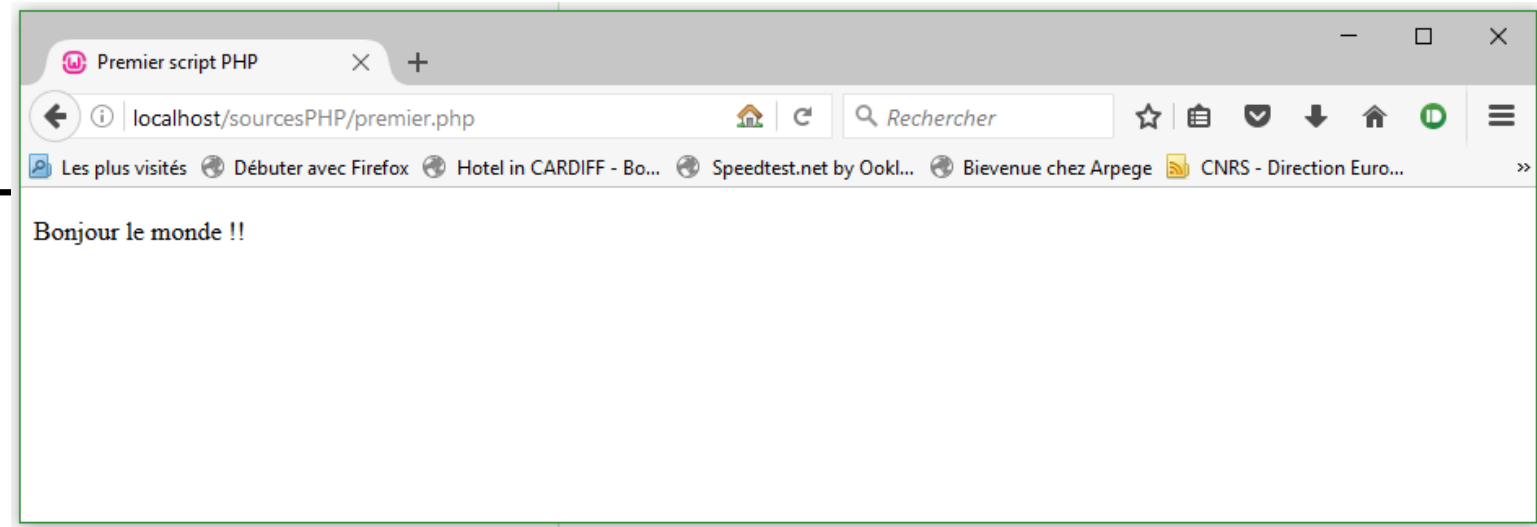 Premier script PHP
localhost/sourcesPHP/premier.php Rechercher
Les plus visités Débuter avec Firefox Hotel in CARDIFF - Bo... Speedtest.net by Ookl... Bievenue chez Arpege CNRS - Direction Euro... »
Bonjour le monde !!